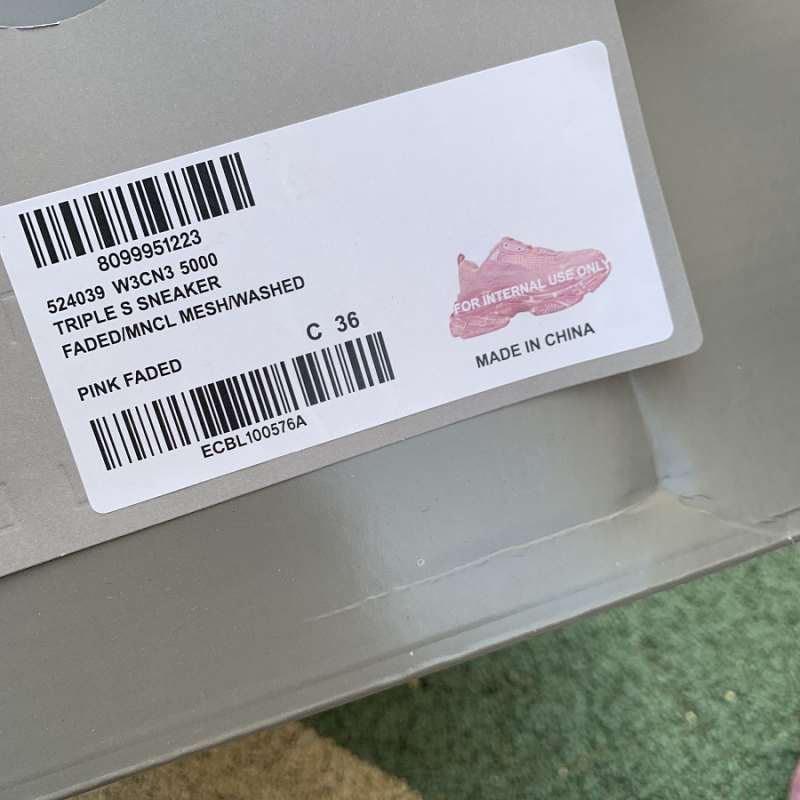 8099951223
524039 W3CN3 5000
TRIPLE S SNEAKER
FADED/MNCL MESH/WASHED
C 36
PINK FADED
ECBL100576A
FOR INTERNAL USE ONLY
MADE IN CHINA